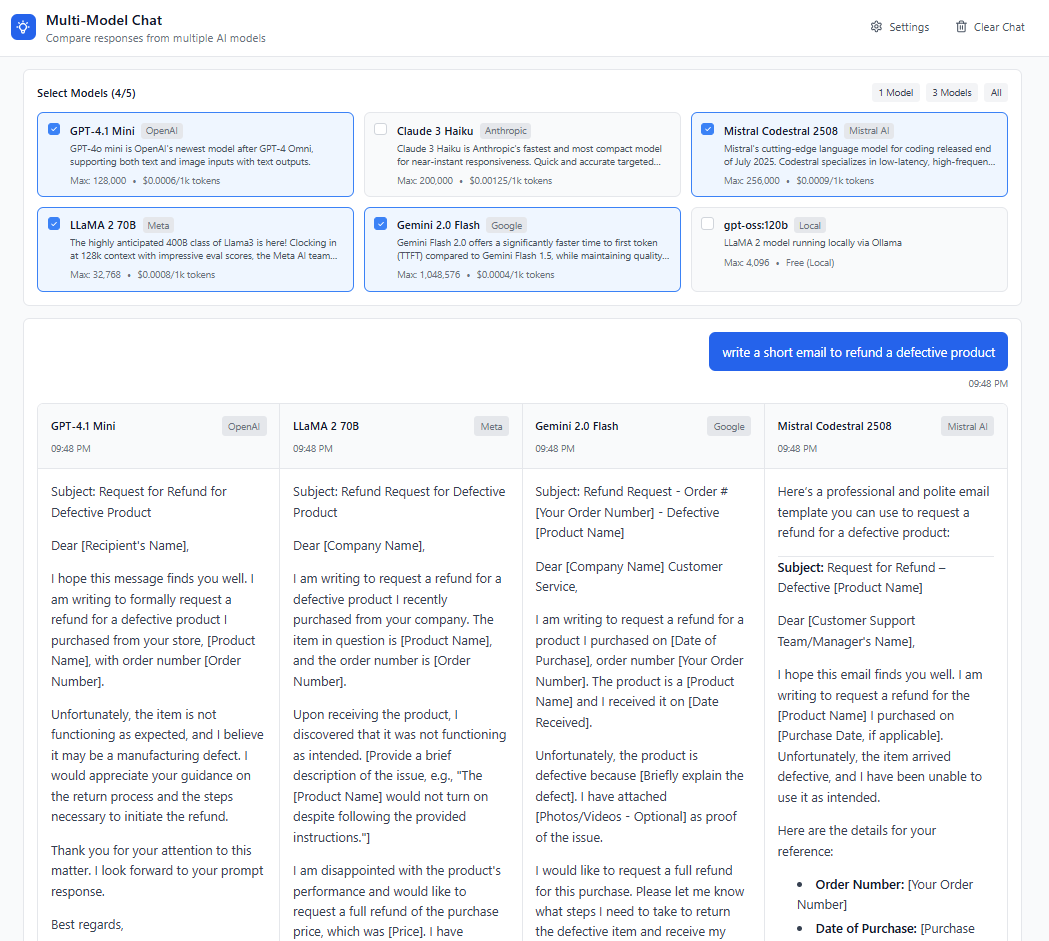 Multi-Model Chat
Compare responses from multiple AI models
Settings
Clear Chat
Select Models (4/5)
1 Model
3 Models
All
GPT-4.1 Mini
OpenAI
GPT-4o mini is OpenAI's newest model after GPT-4 Omni,
supporting both text and image inputs with text outputs.
Max: 128,000 • $0.0006/1k tokens
Claude 3 Haiku
Anthropic
Claude 3 Haiku is Anthropic's fastest and most compact model
for near-instant responsiveness. Quick and accurate targeted...
Max: 200,000 • $0.00125/1k tokens
Mistral Codestral 2508
Mistral AI
Mistral's cutting-edge language model for coding released end
of July 2025. Codestral specializes in low-latency, high-frequen...
Max: 256,000 • $0.0009/1k tokens
LLaMA 2 70B
Meta
The highly anticipated 400B class of Llama3 is here! Clocking in
at 128k context with impressive eval scores, the Meta AI team...
Max: 32,768 • $0.0008/1k tokens
Gemini 2.0 Flash
Google
Gemini Flash 2.0 offers a significantly faster time to first token
(TTFT) compared to Gemini Flash 1.5, while maintaining quality...
Max: 1,048,576 • $0.0004/1k tokens
gpt-oss:120b
Local
LLaMA 2 model running locally via Ollama
Max: 4,096 • Free (Local)
write a short email to refund a defective product
09:48 PM
GPT-4.1 Mini
OpenAI
09:48 PM
Subject: Request for Refund for
Defective Product
Dear [Recipient's Name],
I hope this message finds you well. I
am writing to formally request a
refund for a defective product I
purchased from your store, [Product
Name], with order number [Order
Number].
Unfortunately, the item is not
functioning as expected, and I believe
it may be a manufacturing defect. I
would appreciate your guidance on
the return process and the steps
necessary to initiate the refund.
Thank you for your attention to this
matter. I look forward to your prompt
response.
Best regards,
LLaMA 2 70B
Meta
09:48 PM
Subject: Refund Request for Defective
Product
Dear [Company Name],
I am writing to request a refund for a
defective product I recently
purchased from your company. The
item in question is [Product Name],
and the order number is [Order
Number].
Upon receiving the product, I
discovered that it was not functioning
as intended. [Provide a brief
description of the issue, e.g., "The
[Product Name] would not turn on
despite following the provided
instructions."]
I am disappointed with the product's
performance and would like to
request a full refund of the purchase
price, which was [Price]. I have
Gemini 2.0 Flash
Google
09:48 PM
Subject: Refund Request - Order #
[Your Order Number] - Defective
[Product Name]
Dear [Company Name] Customer
Service,
I am writing to request a refund for a
product I purchased on [Date of
Purchase], order number [Your Order
Number]. The product is a [Product
Name] and I received it on [Date
Received].
Unfortunately, the product is
defective because [Briefly explain the
defect]. I have attached
[Photos/Videos - Optional] as proof
of the issue.
I would like to request a full refund
for this purchase. Please let me know
what steps I need to take to return
the defective item and receive my
Mistral Codestral 2508
Mistral AI
09:48 PM
Here's a professional and polite email
template you can use to request a
refund for a defective product:
Subject: Request for Refund –
Defective [Product Name]
Dear [Customer Support
Team/Manager's Name],
I hope this email finds you well. I am
writing to request a refund for the
[Product Name] I purchased on
[Purchase Date, if applicable].
Unfortunately, the item arrived
defective, and I have been unable to
use it as intended.
Here are the details for your
reference:
• Order Number: [Your Order
Number]
• Date of Purchase: [Purchase